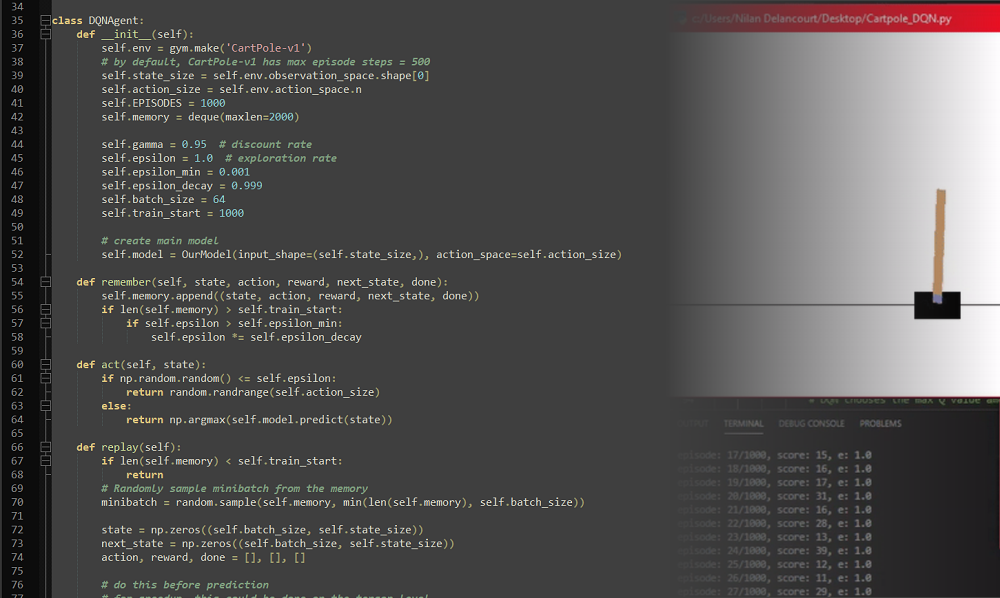 34
35 class DQNAgent:
36 def __init__(self):
37 self.env = gym.make('CartPole-v1')
38 # by default, CartPole-v1 has max episode steps = 500
39 self.state_size = self.env.observation_space.shape[0]
40 self.action_size = self.env.action_space.n
41 self.EPISODES = 1000
42 self.memory = deque(maxlen=2000)
43
44 self.gamma = 0.95 # discount rate
45 self.epsilon = 1.0 # exploration rate
46 self.epsilon_min = 0.001
47 self.epsilon_decay = 0.999
48 self.batch_size = 64
49 self.train_start = 1000
50
51 # create main model
52 self.model = OurModel(input_shape=(self.state_size,), action_space=self.action_size)
53
54 def remember(self, state, action, reward, next_state, done):
55 self.memory.append((state, action, reward, next_state, done))
56 if len(self.memory) > self.train_start:
57 if self.epsilon > self.epsilon_min:
58 self.epsilon *= self.epsilon_decay
59
60 def act(self, state):
61 if np.random.random() <= self.epsilon:
62 return random.randrange(self.action_size)
63 else:
64 return np.argmax(self.model.predict(state))
65
66 def replay(self):
67 if len(self.memory) < self.train_start:
68 return
69 # Randomly sample minibatch from the memory
70 minibatch = random.sample(self.memory, min(len(self.memory), self.batch_size))
71
72 state = np.zeros((self.batch_size, self.state_size))
73 next_state = np.zeros((self.batch_size, self.state_size))
74 action, reward, done = [], [], []
75
76 # do this before prediction
77 # for speedup, this could be done on the tensor level
c:/Users/Nilan Delancourt/Desktop/Cartpole_DQN.py
# DQN chooses the max Q value
TERMINAL DEBUG CONSOLE PROBLEMS
episode: 17/1000, score: 15, e: 1.0
episode: 18/1000, score: 16, e: 1.0
episode: 19/1000, score: 17, e: 1.0
episode: 20/1000, score: 31, e: 1.0
episode: 21/1000, score: 16, e: 1.0
episode: 22/1000, score: 28, e: 1.0
episode: 23/1000, score: 13, e: 1.0
episode: 24/1000, score: 39, e: 1.0
episode: 25/1000, score: 12, e: 1.0
episode: 26/1000, score: 11, e: 1.0
episode: 27/1000, score: 29, e: 1.0